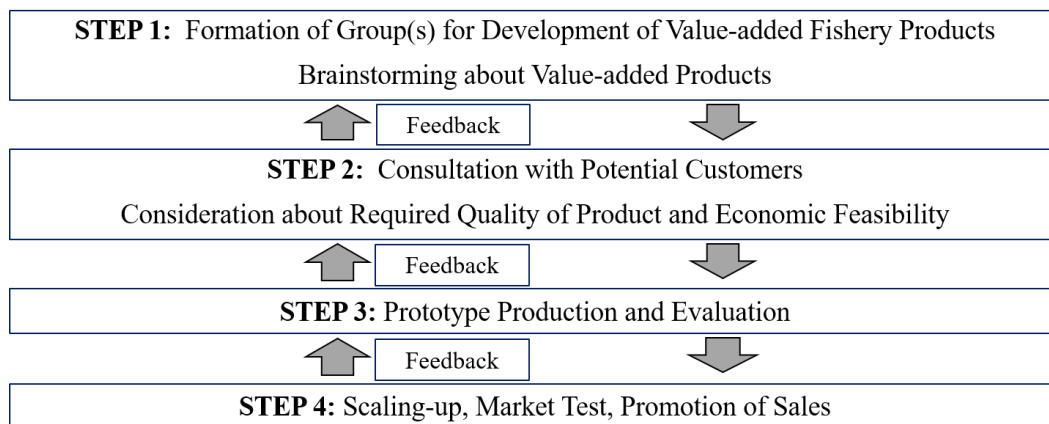 STEP 1: Formation of Group(s) for Development of Value-added Fishery Products
Brainstorming about Value-added Products
Feedback
STEP 2: Consultation with Potential Customers
Consideration about Required Quality of Product and Economic Feasibility
Feedback
STEP 3: Prototype Production and Evaluation
Feedback
STEP 4: Scaling-up, Market Test, Promotion of Sales